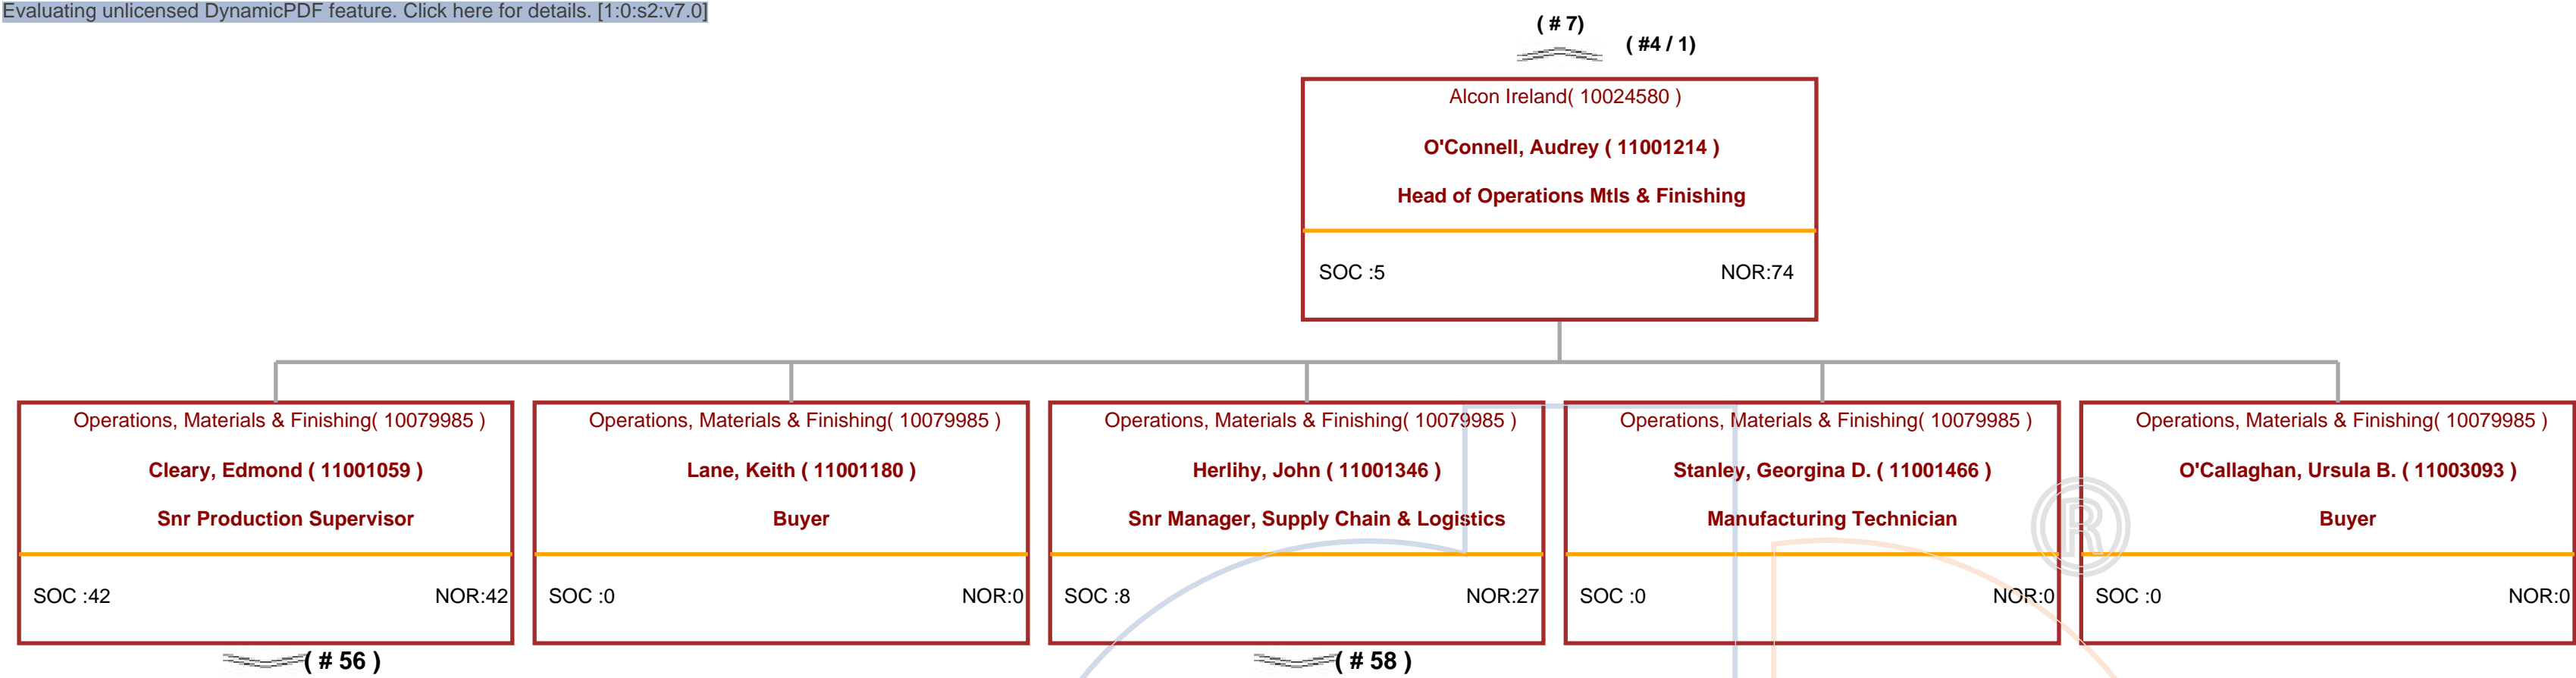 Evaluating unlicensed DynamicPDF feature. Click here for details. [1:0:s2:v7.0]
( # 7)
( #4 / 1)
Alcon Ireland( 10024580 )
O'Connell, Audrey ( 11001214 )
Head of Operations Mtls & Finishing
SOC :5 NOR:74
Operations, Materials & Finishing( 10079985 )
Cleary, Edmond ( 11001059 )
Snr Production Supervisor
SOC :42 NOR:42
( # 56 )
Operations, Materials & Finishing( 10079985 )
Lane, Keith ( 11001180 )
Buyer
SOC :0 NOR:0
Operations, Materials & Finishing( 10079985 )
Herlihy, John ( 11001346 )
Snr Manager, Supply Chain & Logistics
SOC :8 NOR:27
( # 58 )
Operations, Materials & Finishing( 10079985 )
Stanley, Georgina D. ( 11001466 )
Manufacturing Technician
SOC :0 NOR:0
Operations, Materials & Finishing( 10079985 )
O'Callaghan, Ursula B. ( 11003093 )
Buyer
SOC :0 NOR:0
®